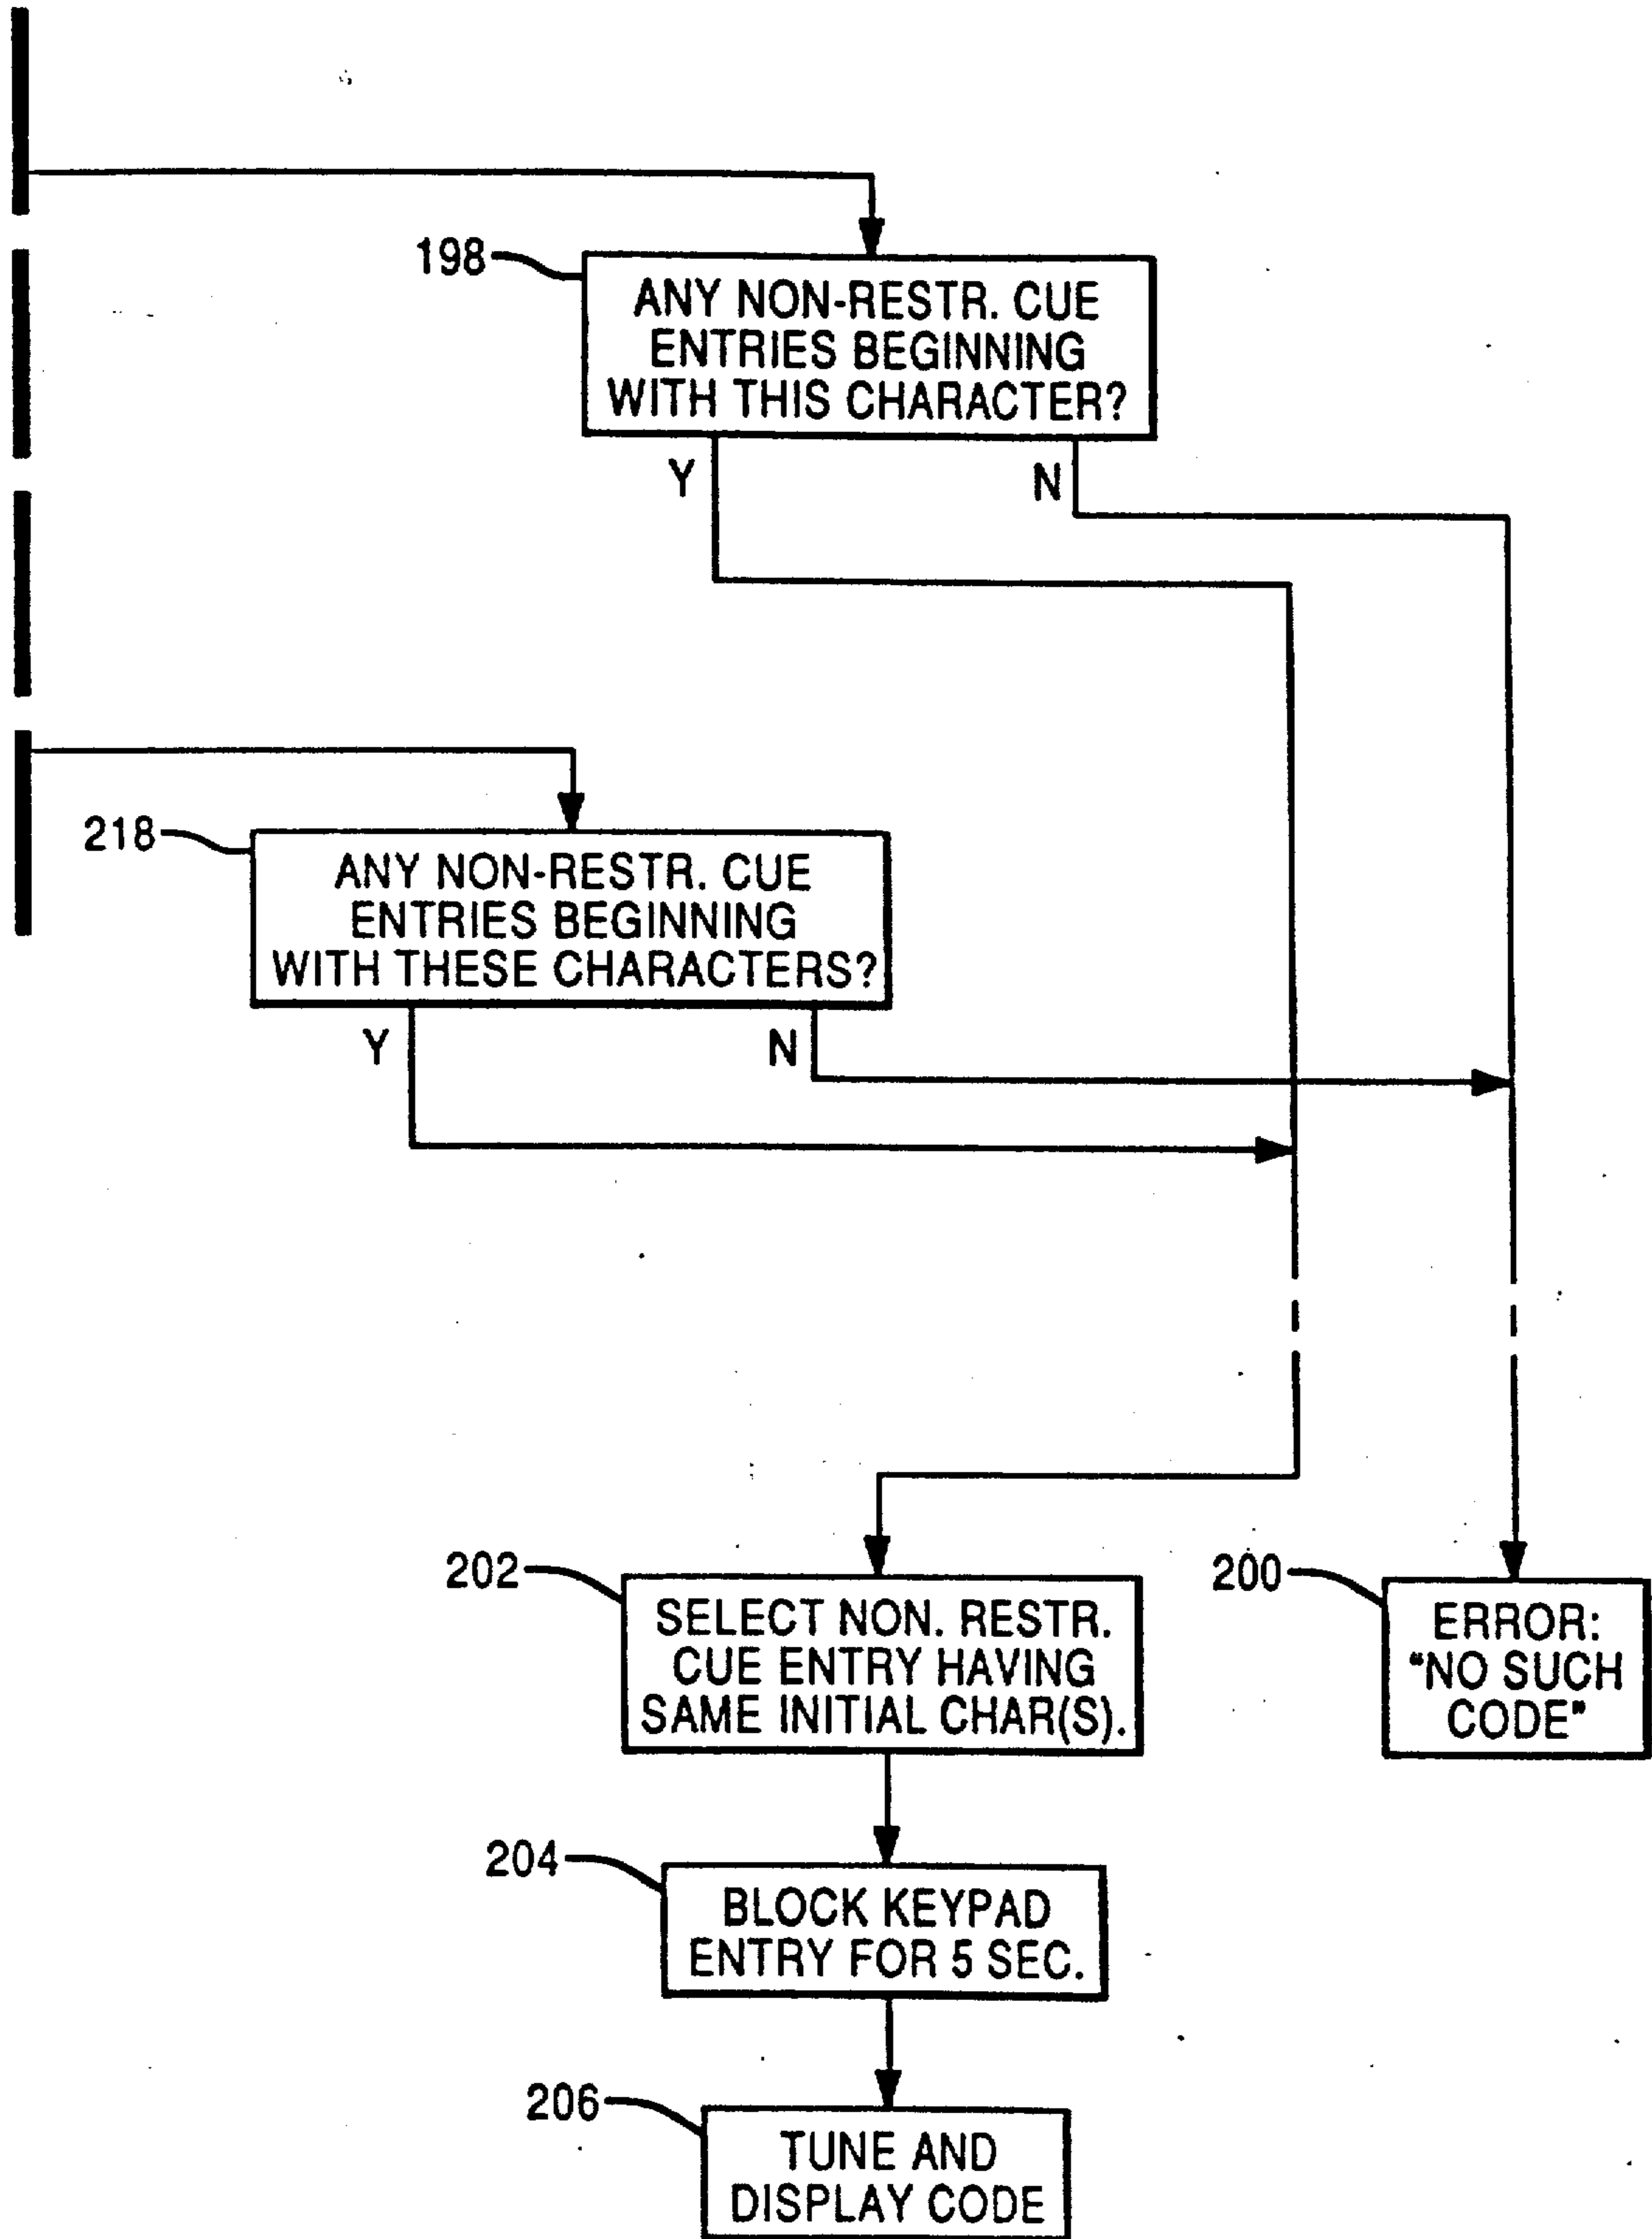 198
ANY NON-RESTR. CUE
ENTRIES BEGINNING
WITH THIS CHARACTER?
Y
N
218
ANY NON-RESTR. CUE
ENTRIES BEGINNING
WITH THESE CHARACTERS?
Y
N
202
SELECT NON. RESTR.
CUE ENTRY HAVING
SAME INITIAL CHAR(S).
200
ERROR:
"NO SUCH
CODE"
204
BLOCK KEYPAD
ENTRY FOR 5 SEC.
206
TUNE AND
DISPLAY CODE